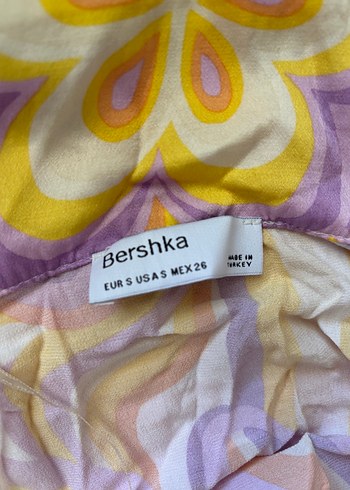 Bershka
EUR S USA S MEX 26
MADE IN
TURKEY